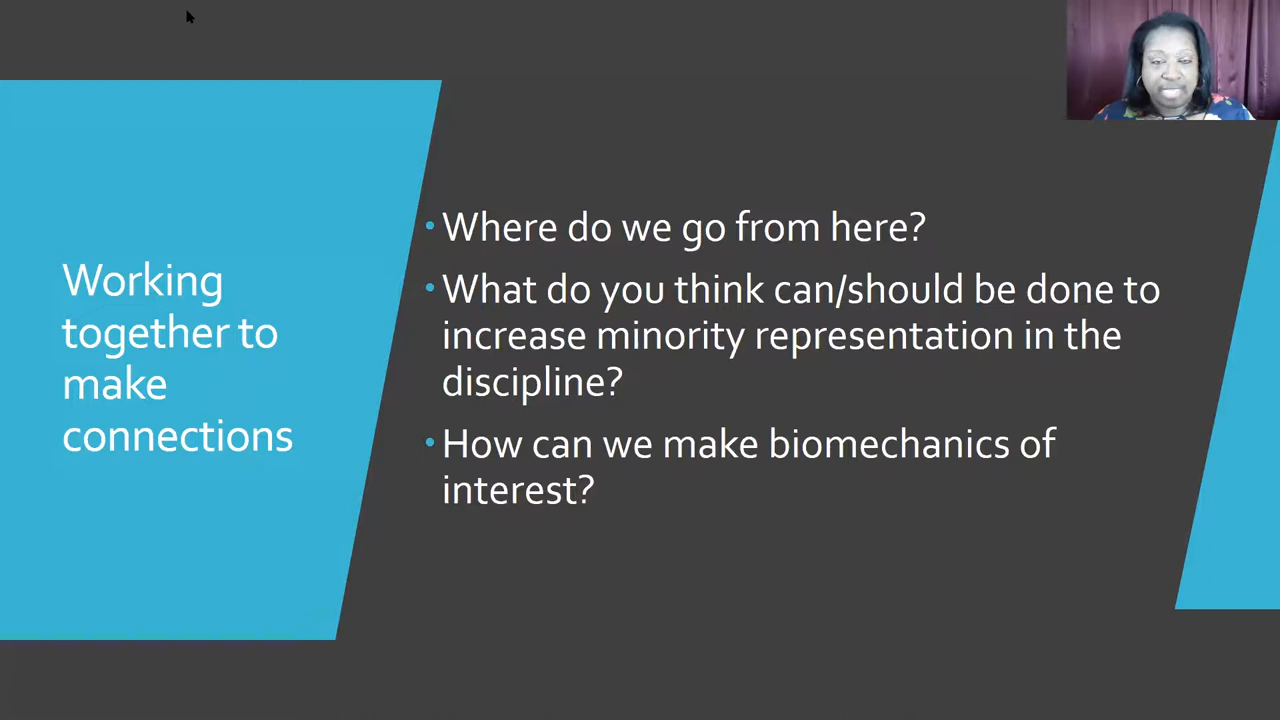 Working
together to
make
connections
• Where do we go from here?
• What do you think can/should be done to
increase minority representation in the
discipline?
• How can we make biomechanics of
interest?